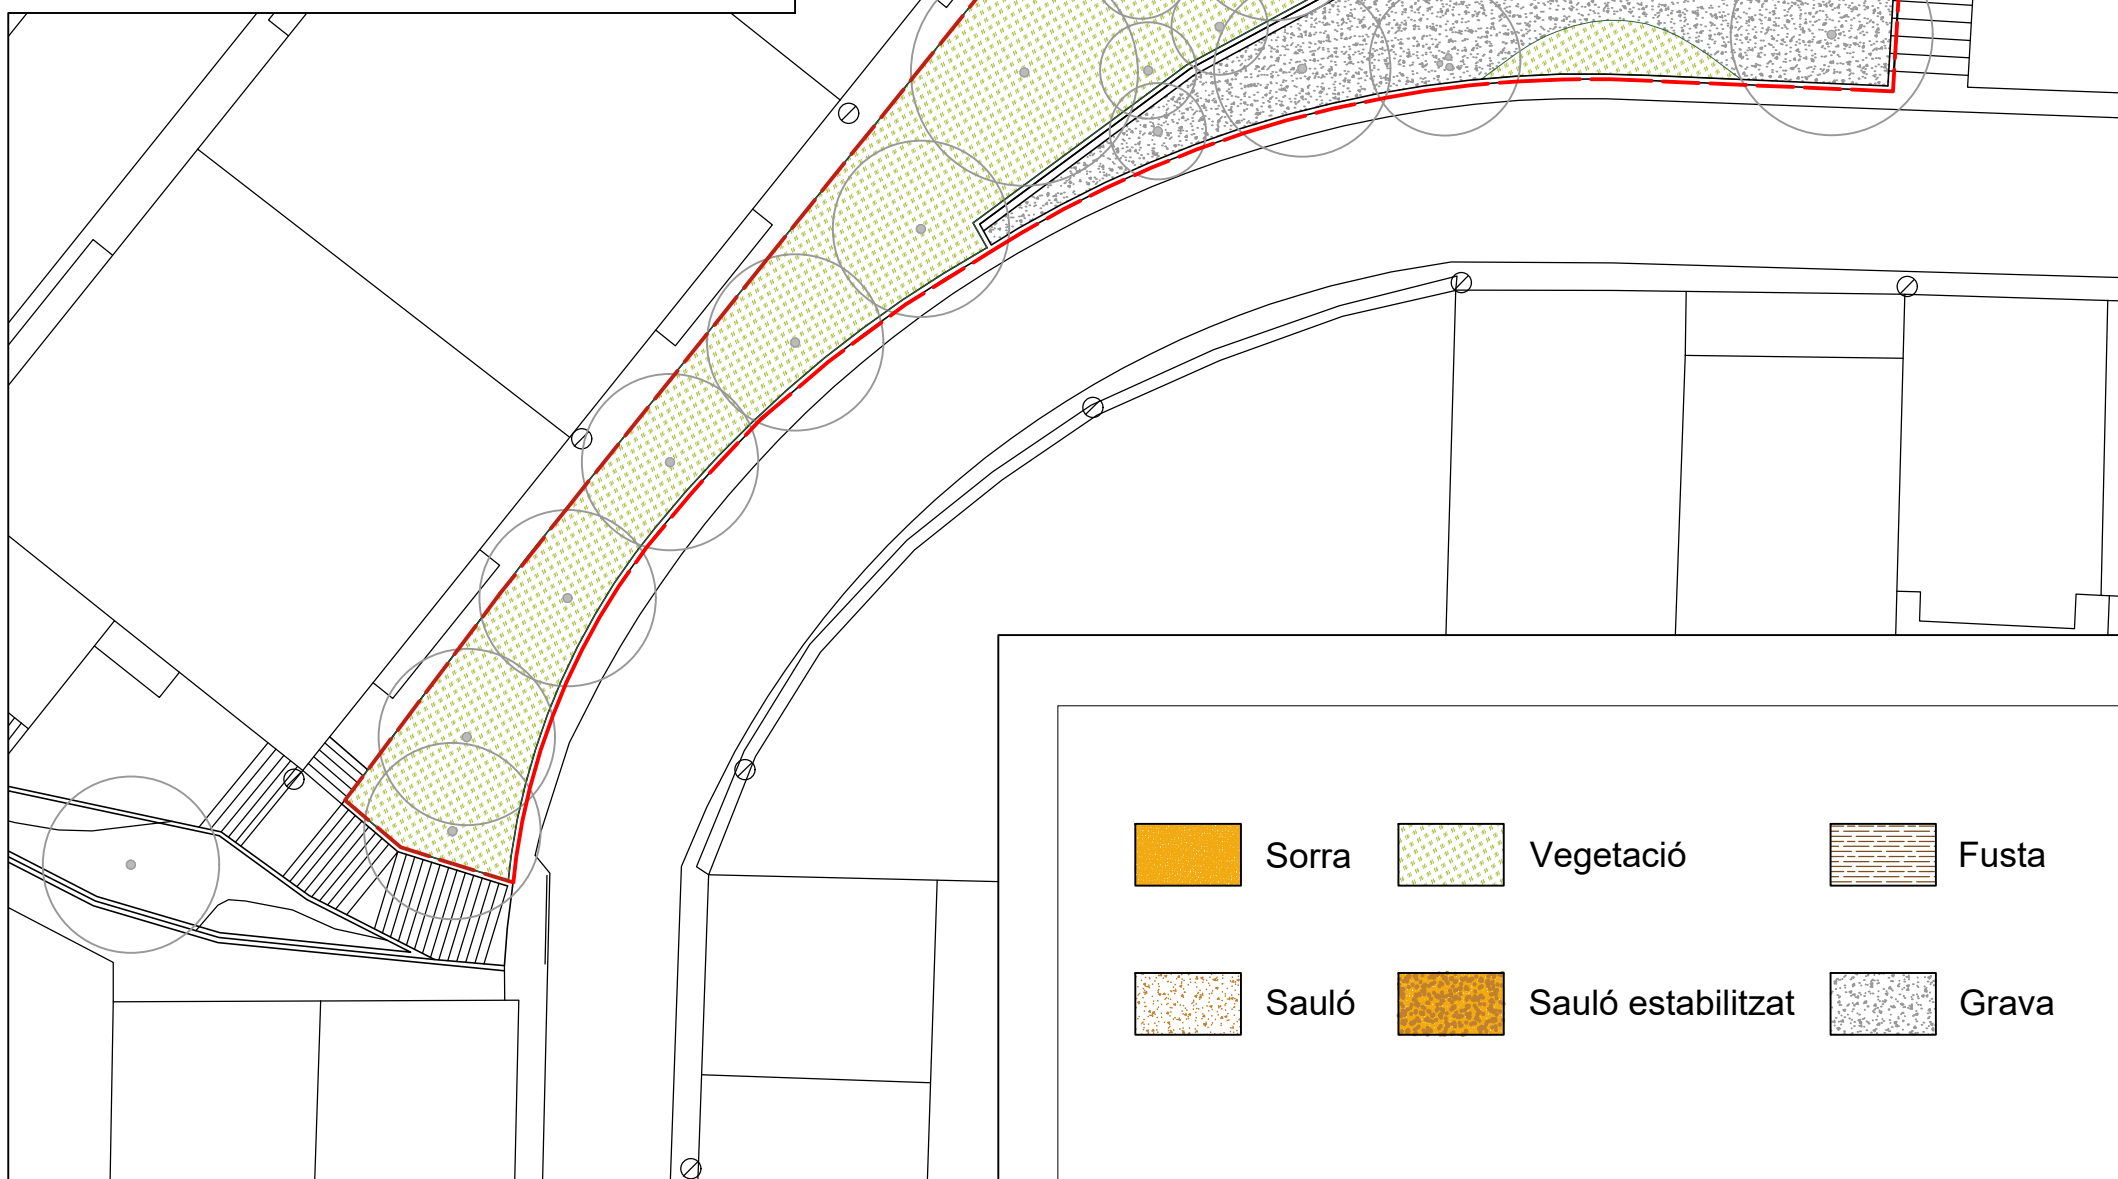 Sorra
Vegetació
Fusta
Sauló
Sauló estabilitzat
Grava